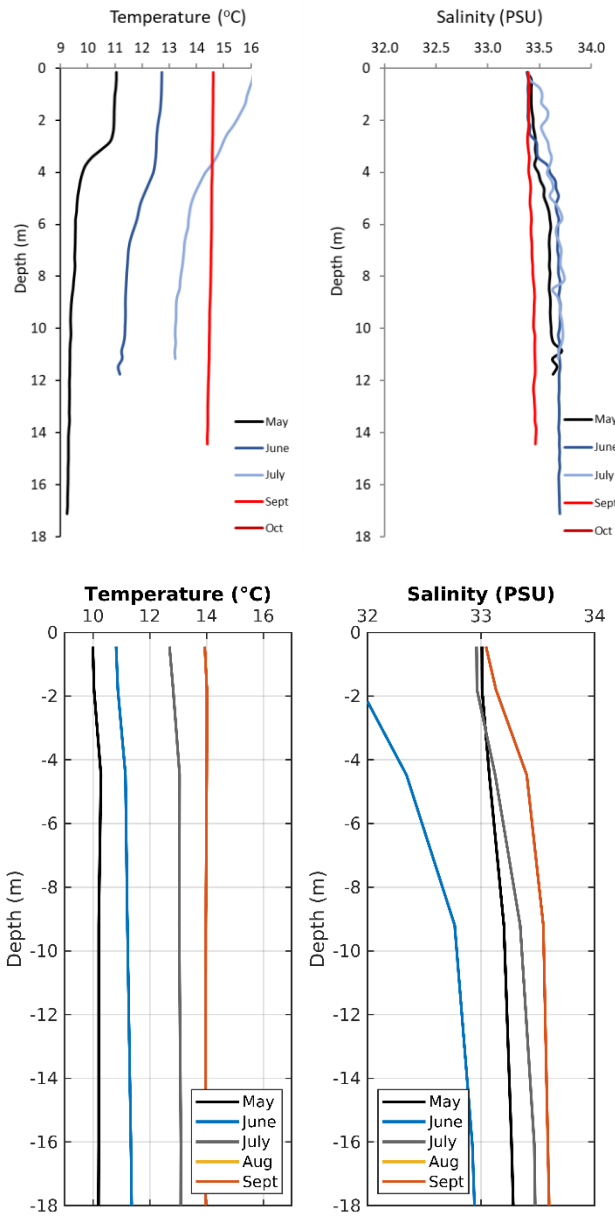 Temperature (°C)
9 10 11 12 13 14 15 16
0
2
4
6
8
10
12
14
16
18
Depth (m)
May
June
July
Sept
Oct
Salinity (PSU)
32.0 32.5 33.0 33.5 34.0
0
2
4
6
8
10
12
14
16
18
Depth (m)
May
June
July
Sept
Oct
Temperature (°C)
10 12 14 16
0
-2
-4
-6
-8
-10
-12
-14
-16
-18
Depth (m)
May
June
July
Aug
Sept
Salinity (PSU)
32 33 34
0
-2
-4
-6
-8
-10
-12
-14
-16
-18
Depth (m)
May
June
July
Aug
Sept